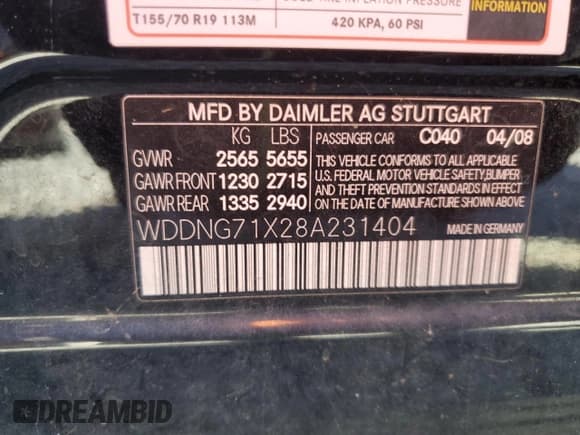 T155/70 R19 113M
420 KPA, 60 PSI
INFORMATION
MFD BY DAIMLER AG STUTTGART
KG LBS PASSENGER CAR C040 04/08
GVWR 2565 5655
GAWR FRONT 1230 2715
GAWR REAR 1335 2940
THIS VEHICLE CONFORMS TO ALL APPLICABLE
U.S. FEDERAL MOTOR VEHICLE SAFETY,BUMPER
AND THEFT PREVENTION STANDARDS IN EFFECT
ON THE DATE OF MANUFACTURE SHOWN ABOVE.
WDDNG71X28A231404 MADE IN GERMANY
DREAMBID